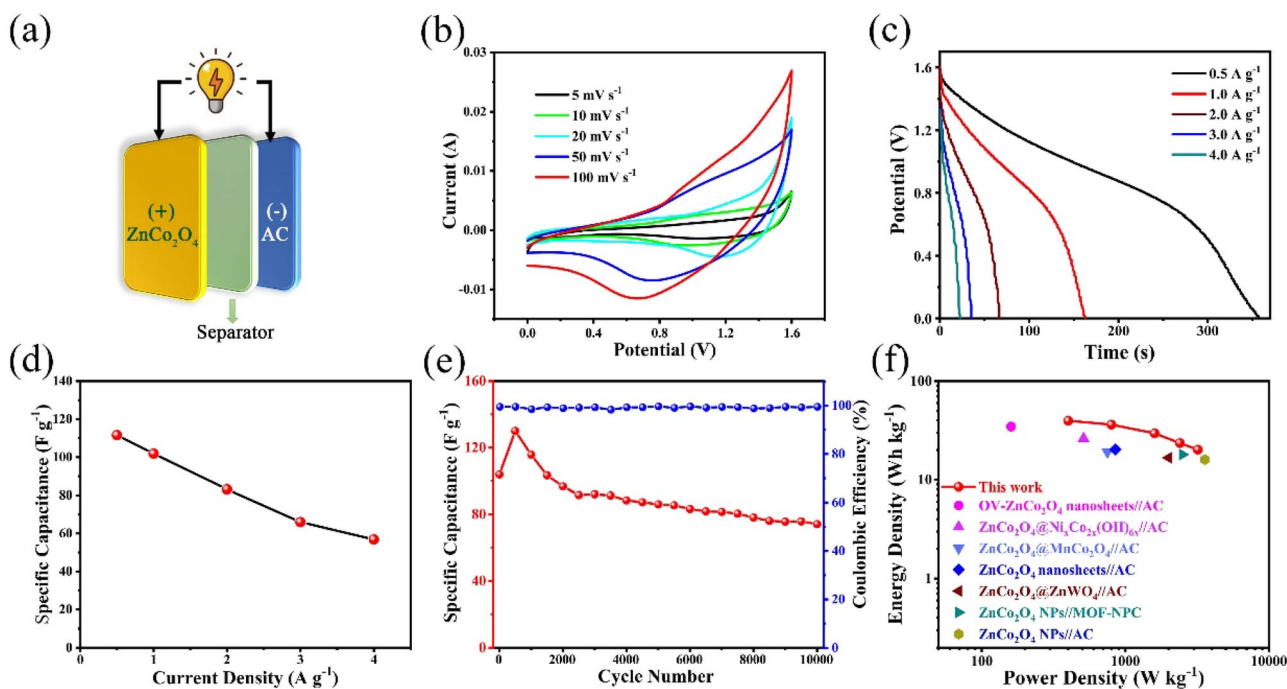 (a)
(+)
ZnCo2O4
(-)
AC
Separator
(b)
Current (A)
0.03
0.02
0.01
0.00
-0.01
5 mV s-1
10 mV s-1
20 mV s-1
50 mV s-1
100 mV s-1
0.0 0.4 0.8 1.2 1.6
Potential (V)
(c)
Potential (V)
1.6
1.2
0.8
0.4
0.0
0.5 A g-1
1.0 A g-1
2.0 A g-1
3.0 A g-1
4.0 A g-1
0 100 200 300
Time (s)
(d)
Specific Capacitance (F g-1)
140
120
100
80
60
40
20
0
1 2 3 4
Current Density (A g-1)
(e)
Specific Capacitance (F g-1)
160
120
80
40
0
100
80
60
40
20
0
Coulombic Efficiency (%)
0 2000 4000 6000 8000 10000
Cycle Number
(f)
Energy Density (Wh kg-1)
100
10
1
This work
OV-ZnCo2O4 nanosheets//AC
ZnCo2O4@NixCo2x(OH)6x//AC
ZnCo2O4@MnCo2O4//AC
ZnCo2O4 nanosheets//AC
ZnCo2O4@ZnWO4//AC
ZnCo2O4 NPs//MOF-NPC
ZnCo2O4 NPs//AC
100 1000 10000
Power Density (W kg-1)